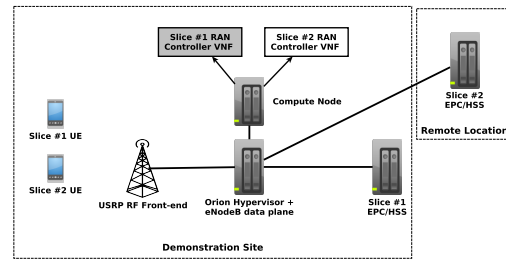 Slice #1 RAN
Controller VNF
Slice #2 RAN
Controller VNF
Compute Node
Slice #2
EPC/HSS
Remote Location
Slice #1 UE
Slice #2 UE
USRP RF Front-end
Orion Hypervisor +
eNodeB data plane
Slice #1
EPC/HSS
Demonstration Site